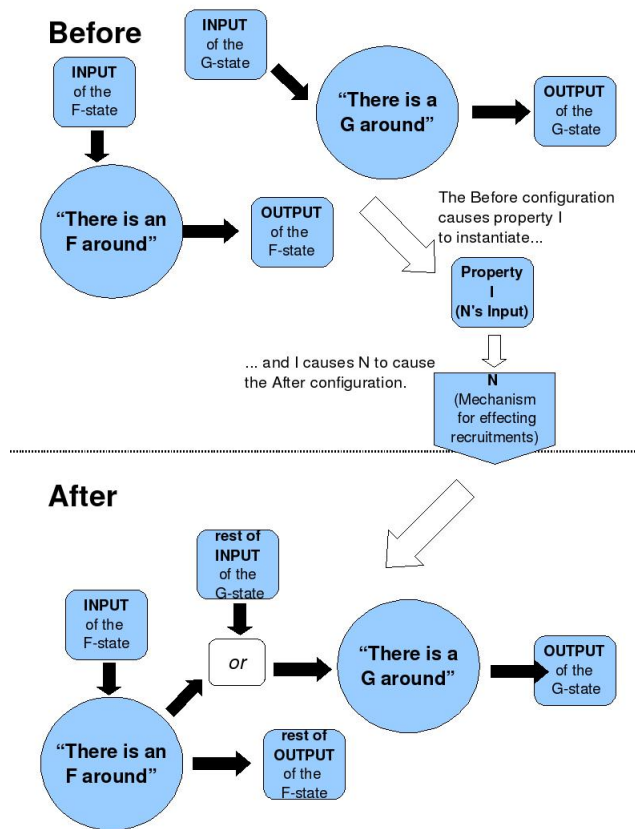 Before
INPUT
of the
F-state
INPUT
of the
G-state
“There is a
G around”
OUTPUT
of the
G-state
“There is an
F around”
OUTPUT
of the
F-state
The Before configuration
causes property I
to instantiate...
Property
I
(N's Input)
... and I causes N to cause
the After configuration.
N
(Mechanism
for effecting
recruitments)
After
rest of
INPUT
of the
G-state
INPUT
of the
F-state
or
“There is a
G around”
OUTPUT
of the
G-state
“There is an
F around”
rest of
OUTPUT
of the
F-state